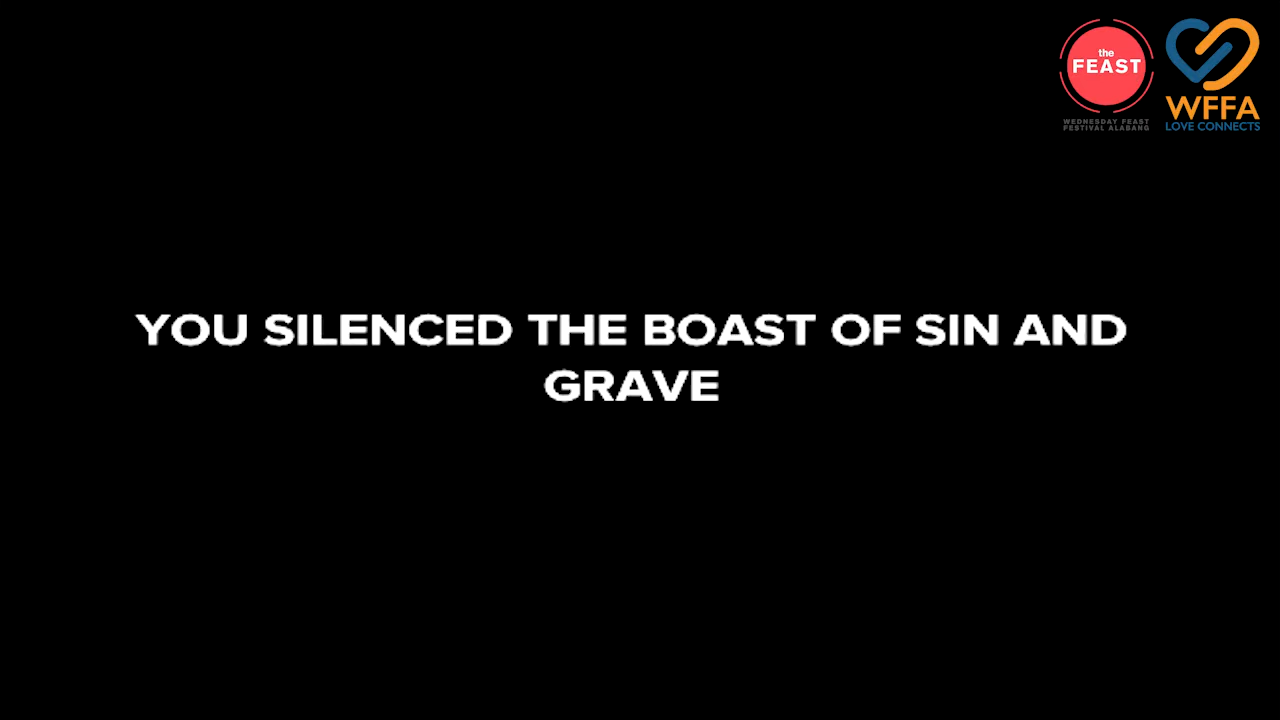 the
FEAST
WEDNESDAY FEAST
FESTIVAL ALABANG
WFFA
LOVE CONNECTS
YOU SILENCED THE BOAST OF SIN AND
GRAVE